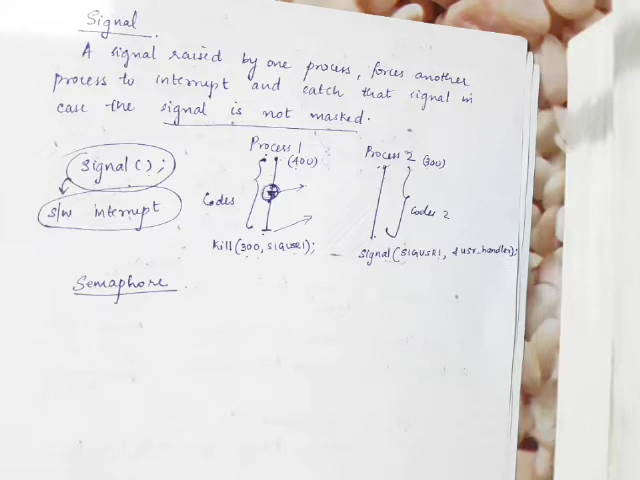 Signal
A signal raised by one process, forces another
process to interrupt and catch that signal in
case the signal is not masked.
Process 1 (400)
Process 2 (300)
Signal();
Codes
Codes 2
s/w interrupt
Kill(300, SIGUSR1);
Signal(SIGUSR1, &usr_handler);
Semaphore